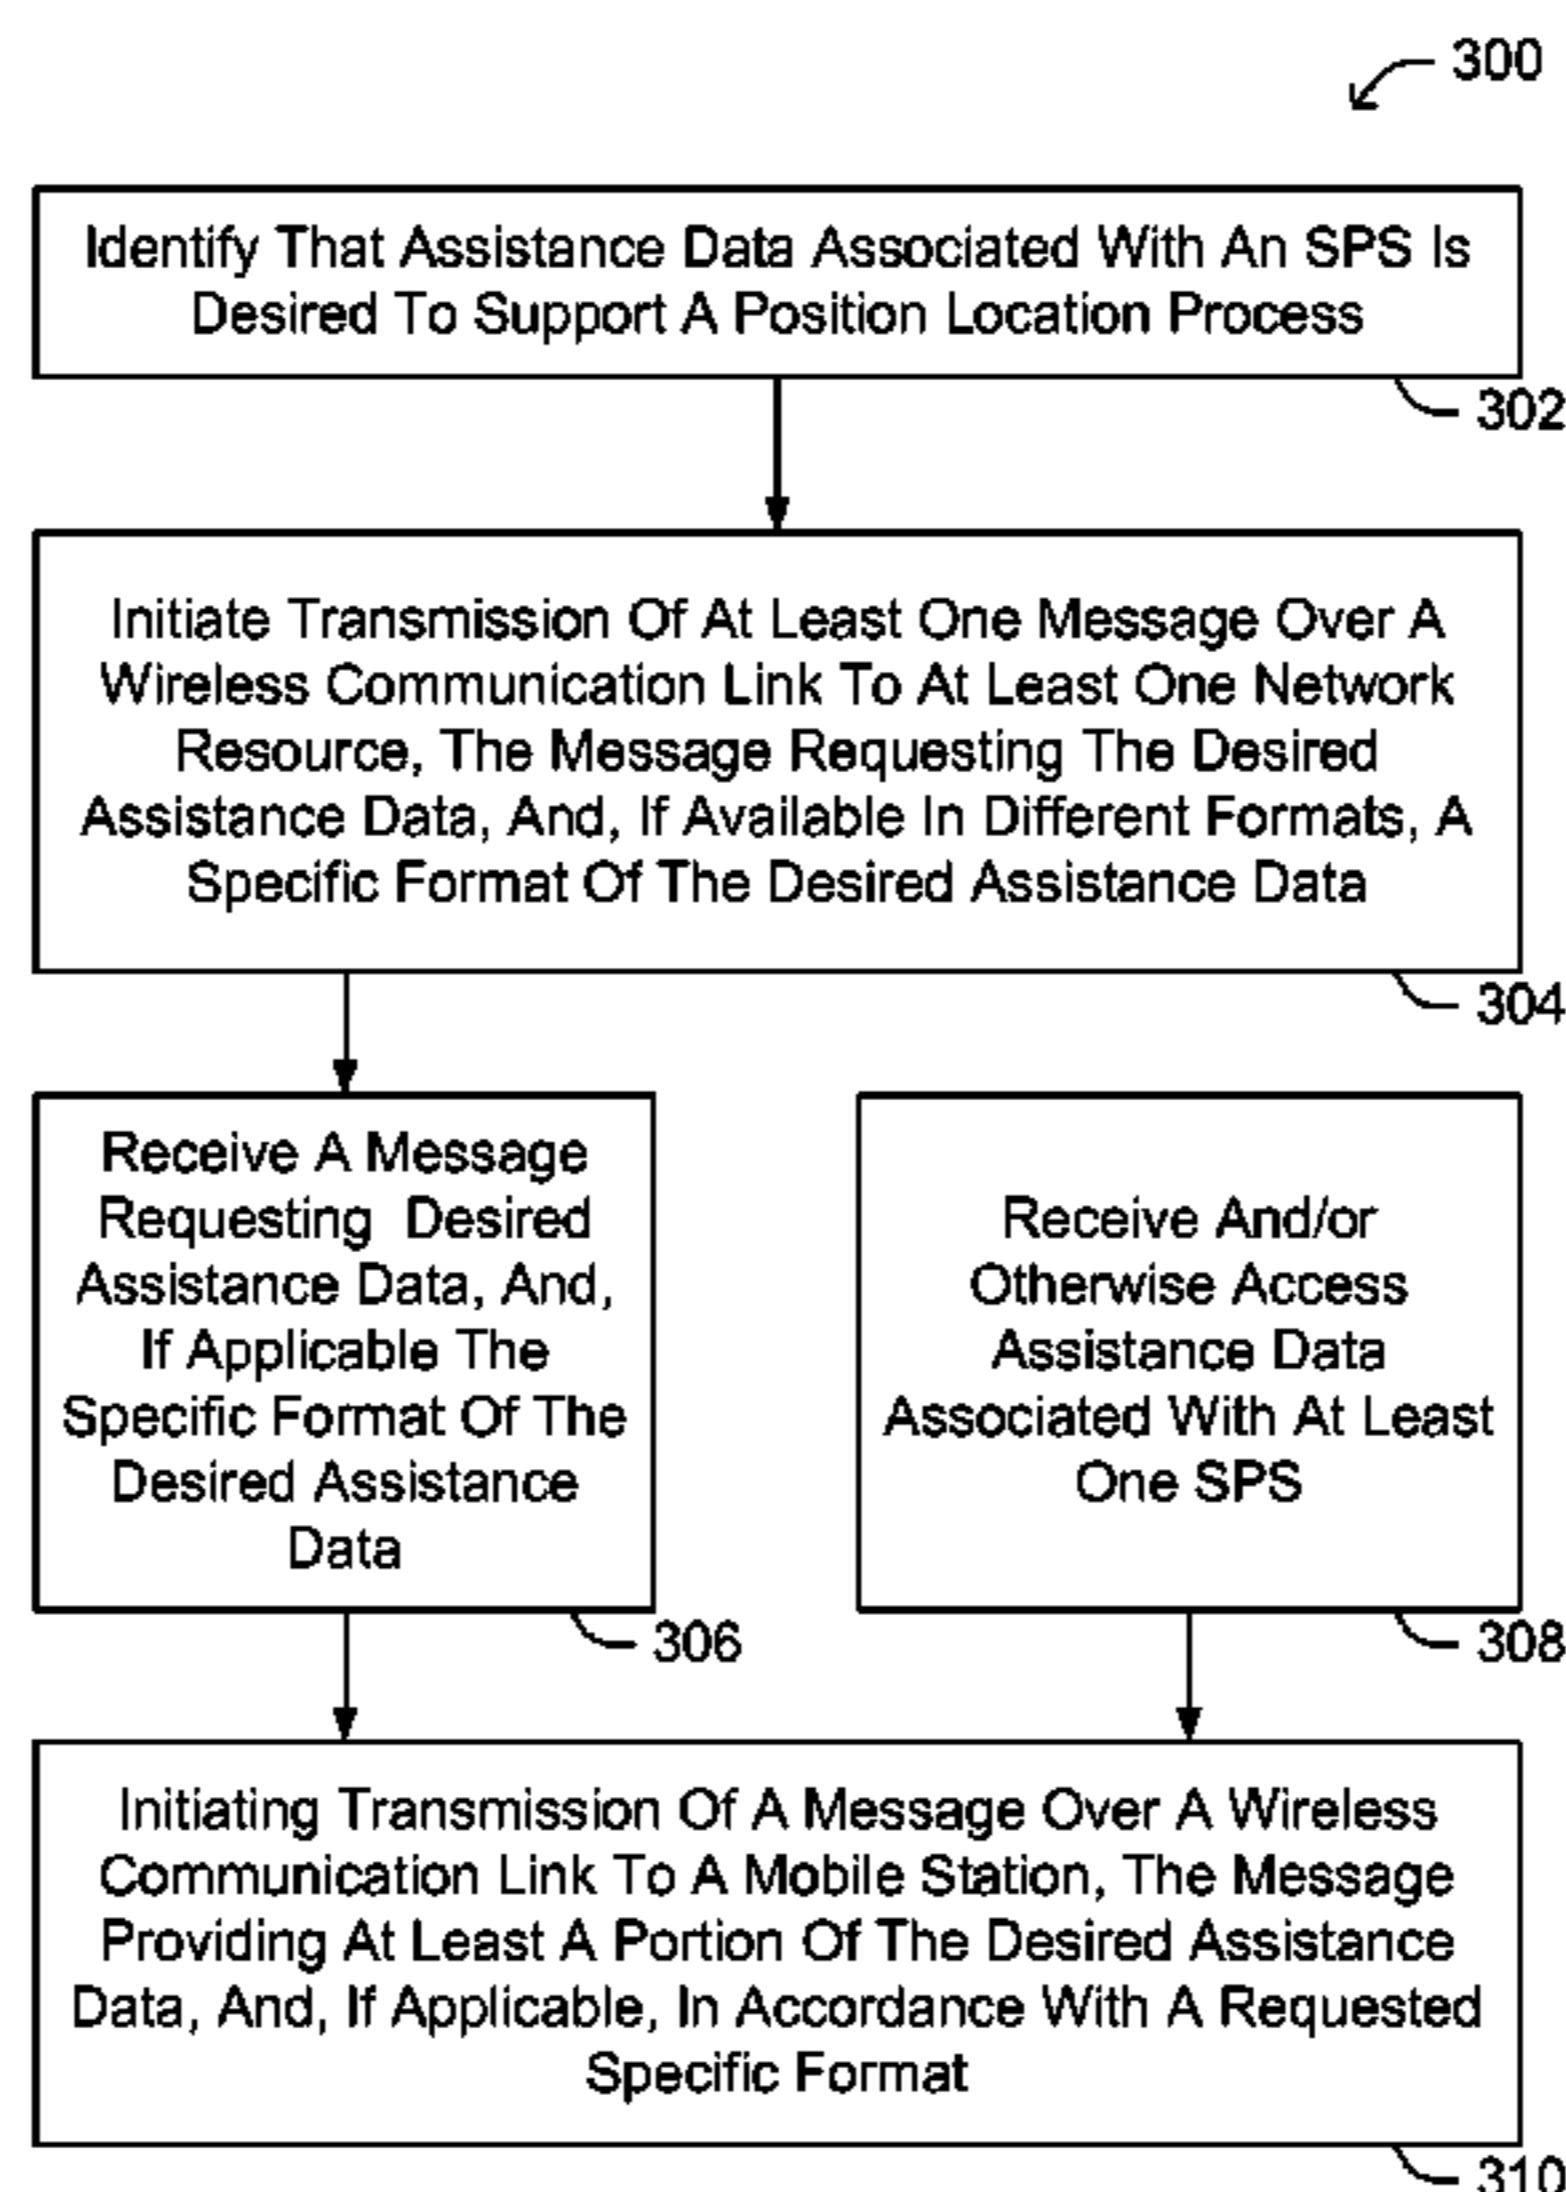 300
Identify That Assistance Data Associated With An SPS Is
Desired To Support A Position Location Process
302
Initiate Transmission Of At Least One Message Over A
Wireless Communication Link To At Least One Network
Resource, The Message Requesting The Desired
Assistance Data, And, If Available In Different Formats, A
Specific Format Of The Desired Assistance Data
304
Receive A Message
Requesting Desired
Assistance Data, And,
If Applicable The
Specific Format Of The
Desired Assistance
Data
306
Receive And/or
Otherwise Access
Assistance Data
Associated With At Least
One SPS
308
Initiating Transmission Of A Message Over A Wireless
Communication Link To A Mobile Station, The Message
Providing At Least A Portion Of The Desired Assistance
Data, And, If Applicable, In Accordance With A Requested
Specific Format
310